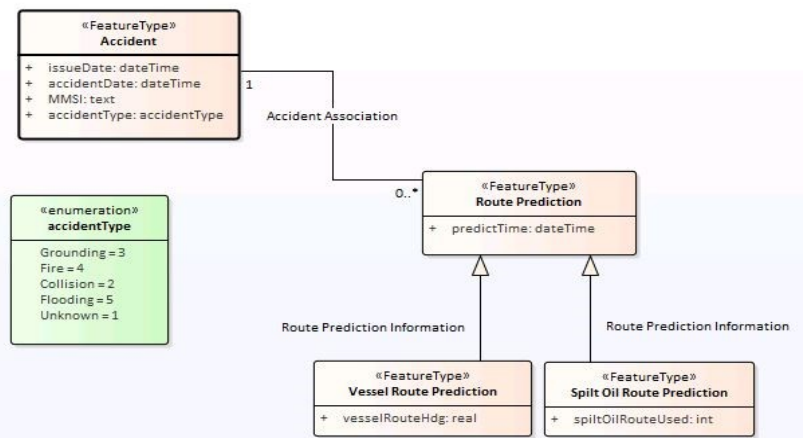 «FeatureType»
Accident
+ issueDate: dateTime
+ accidentDate: dateTime
+ MMSI: text
+ accidentType: accidentType
1
Accident Association
0..*
«FeatureType»
Route Prediction
+ predictTime: dateTime
«enumeration»
accidentType
Grounding = 3
Fire = 4
Collision = 2
Flooding = 5
Unknown = 1
Route Prediction Information
Route Prediction Information
«FeatureType»
Vessel Route Prediction
+ vesselRouteHdg: real
«FeatureType»
Spilt Oil Route Prediction
+ spiltOilRouteUsed: int